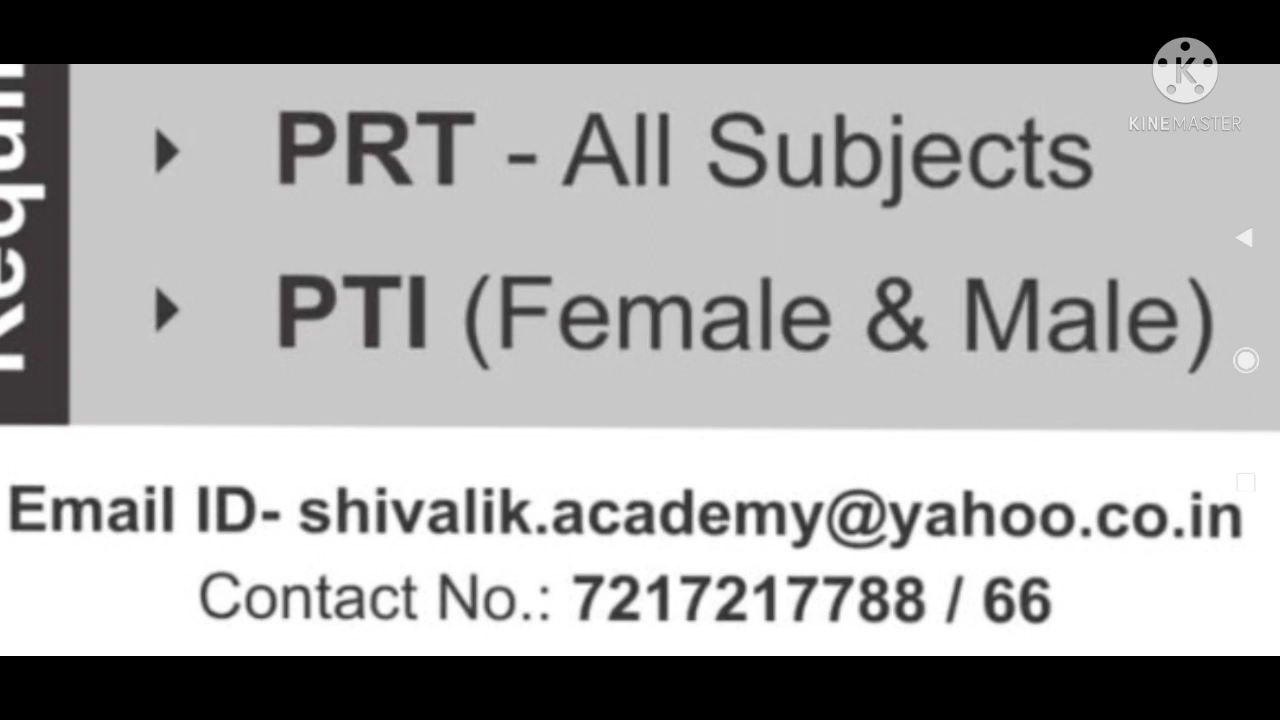 PRT - All Subjects
PTI (Female & Male)
Email ID- shivalik.academy@yahoo.co.in
Contact No.: 7217217788 / 66
KINEMASTER